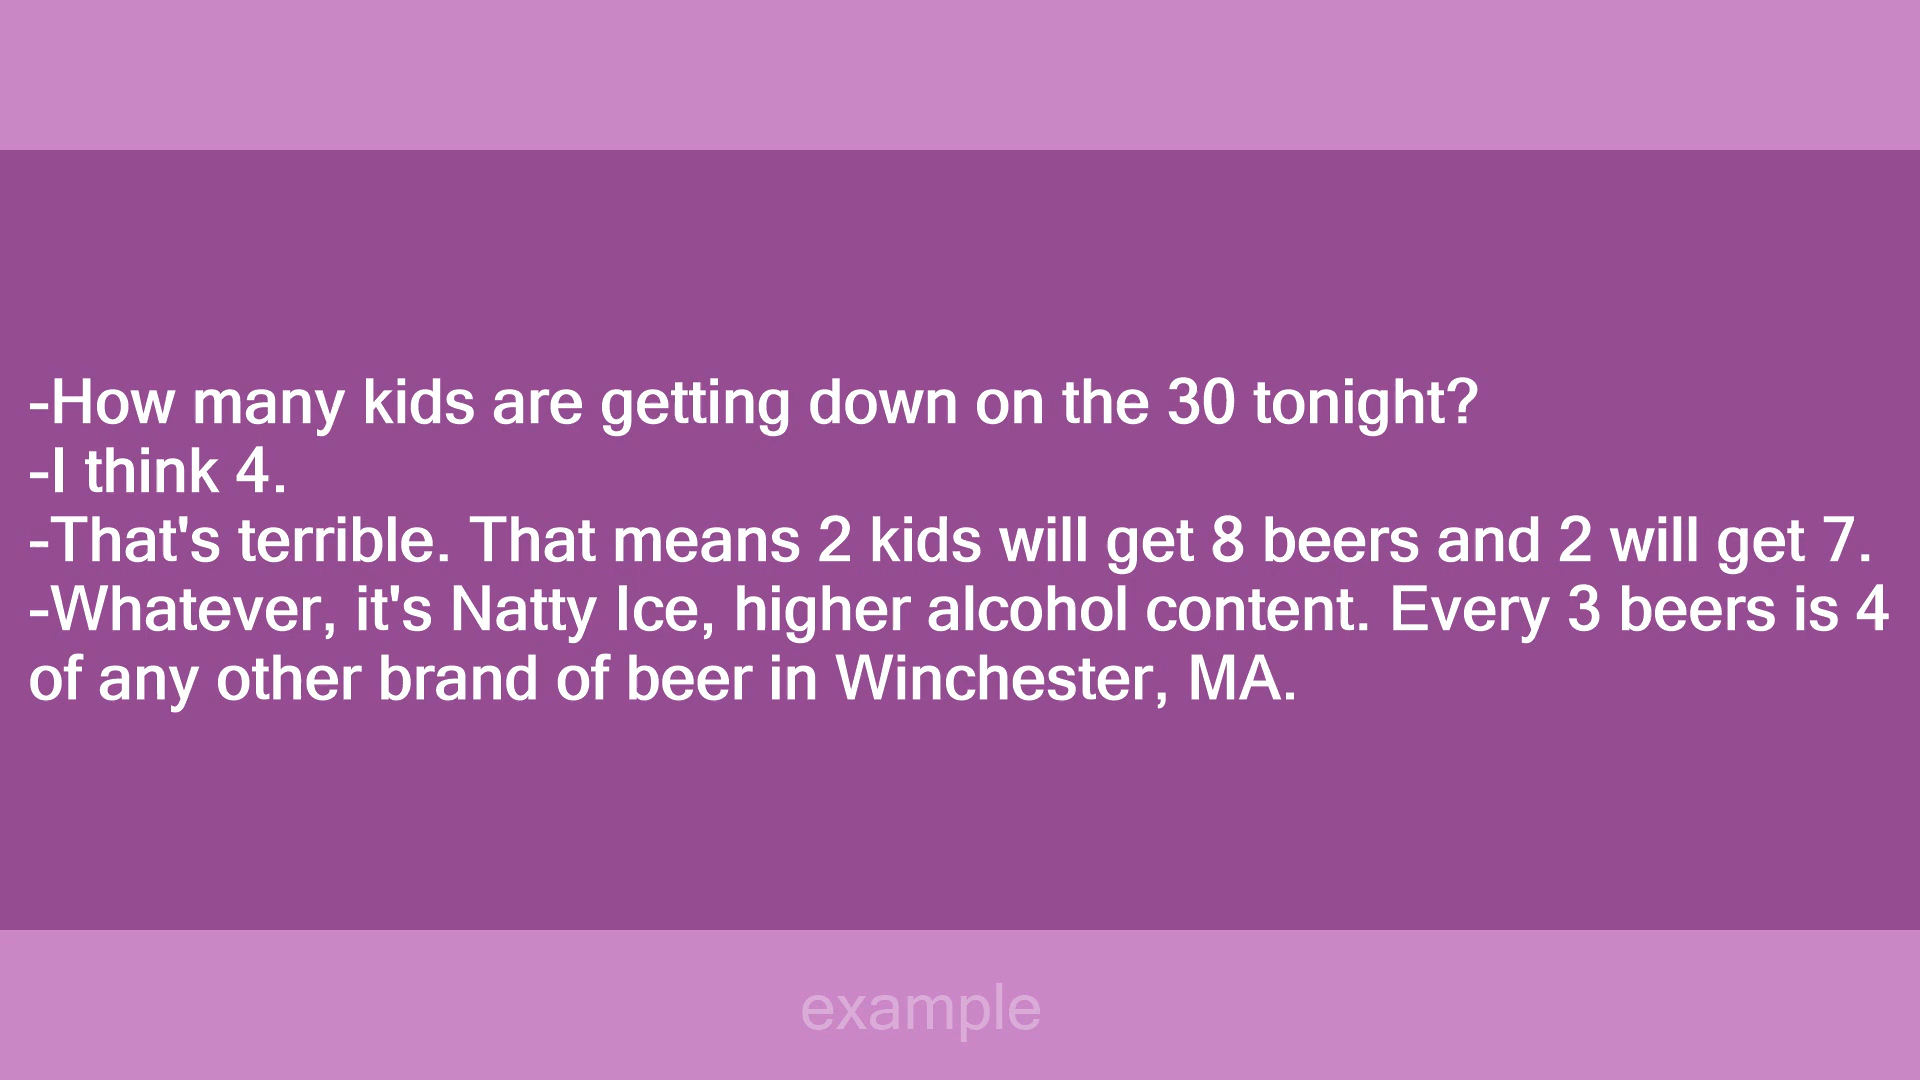 -How many kids are getting down on the 30 tonight?
-I think 4.
-That's terrible. That means 2 kids will get 8 beers and 2 will get 7.
-Whatever, it's Natty Ice, higher alcohol content. Every 3 beers is 4
of any other brand of beer in Winchester, MA.
example